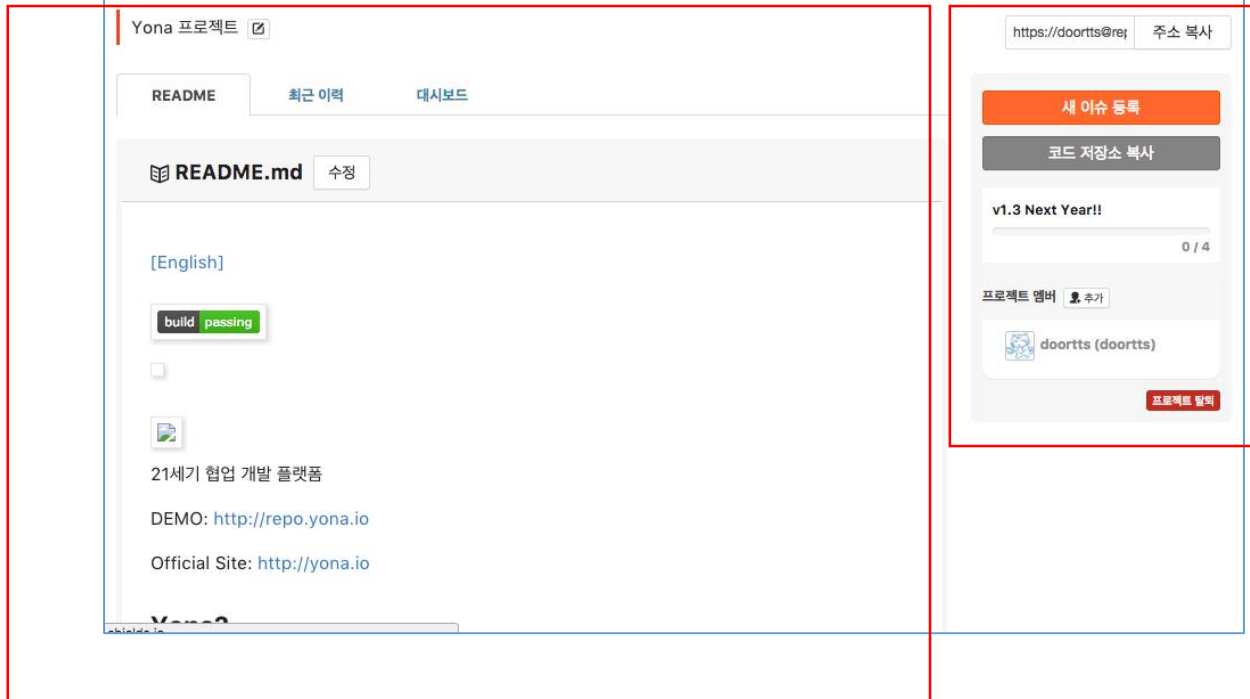 Yona 프로젝트
README 최근 이력 대시보드
README.md 수정
[English]
build passing
21세기 협업 개발 플랫폼
DEMO: http://repo.yona.io
Official Site: http://yona.io
https://doortts@rep 주소 복사
새 이슈 등록
코드 저장소 복사
v1.3 Next Year!!
0 / 4
프로젝트 멤버 추가
doortts (doortts)
프로젝트 탈퇴